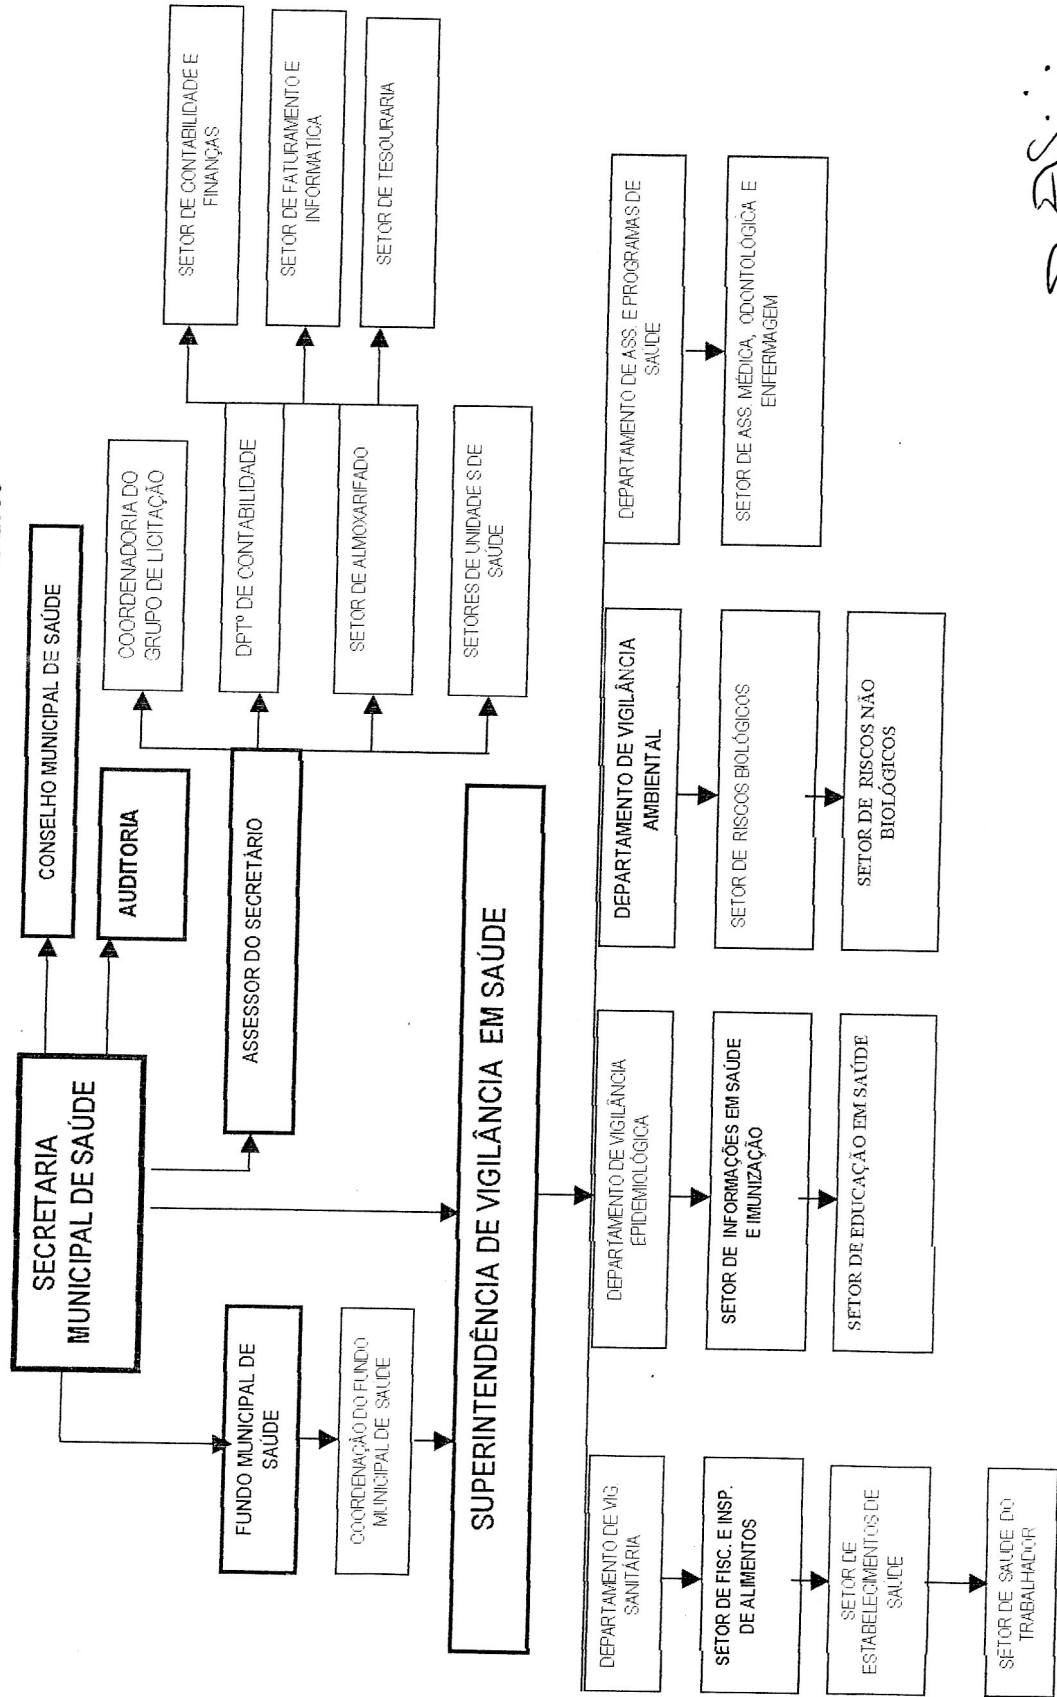 SECRETARIA
MUNICIPAL DE SAÚDE
CONSELHO MUNICIPAL DE SAÚDE
AUDITORIA
ASSESSOR DO SECRETÁRIO
COORDENADORIA DO
GRUPO DE LICITAÇÃO
DPTº DE CONTABILIDADE
SETOR DE ALMOXARIFADO
SETORES DE UNIDADES DE
SAÚDE
SETOR DE CONTABILIDADE E
FINANÇAS
SETOR DE FATURAMENTO E
INFORMATICA
SETOR DE TESOURARIA
FUNDO MUNICIPAL DE
SAÚDE
COORDENAÇÃO DO FUNDO
MUNICIPAL DE SAÚDE
SUPERINTENDÊNCIA DE VIGILÂNCIA EM SAÚDE
DEPARTAMENTO DE VIG.
SANITÁRIA
SETOR DE FISC. E INSP.
DE ALIMENTOS
SETOR DE
ESTABELECIMENTOS DE
SAÚDE
SETOR DE SAUDE DO
TRABALHADOR
DEPARTAMENTO DE VIGILÂNCIA
EPIDEMIOLÓGICA
SETOR DE INFORMAÇÕES EM SAÚDE
E IMUNIZAÇÃO
SETOR DE EDUCAÇÃO EM SAÚDE
DEPARTAMENTO DE VIGILÂNCIA
AMBIENTAL
SETOR DE RISCOS BIOLÓGICOS
SETOR DE RISCOS NÃO
BIOLÓGICOS
DEPARTAMENTO DE ASS. E PROGRAMAS DE
SAÚDE
SETOR DE ASS. MÉDICA, ODONTOLÓGICA E
ENFERMAGEM